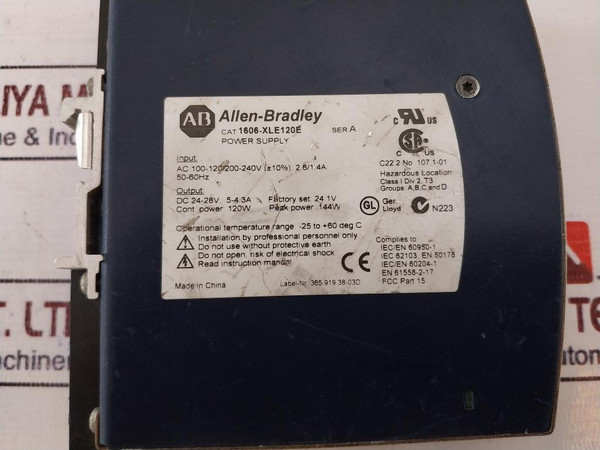 AB Allen-Bradley
CAT 1606-XLE120E SER A
POWER SUPPLY
Input:
AC 100-120/200-240V (±10%) 2.6/1.4A
50-60Hz
Output:
DC 24-28V, 5-4.3A Factory set 24.1V
Cont power 120W Peak power 144W
Operational temperature range -25 to +60 deg C
Installation by professional personnel only
Do not use without protective earth
Do not open, risk of electrical shock
Read instruction manual
Made in China
Label-Nr. 365 919 38-03D
C US
C US
C22.2 No. 107.1-01
Hazardous Location
Class I Div 2, T3
Groups: A,B,C and D
GL Ger.
Lloyd
N223
CE
Complies to:
IEC/EN 60950-1
IEC 62103, EN 50178
IEC/EN 60204-1
EN 61558-2-17
FCC Part 15